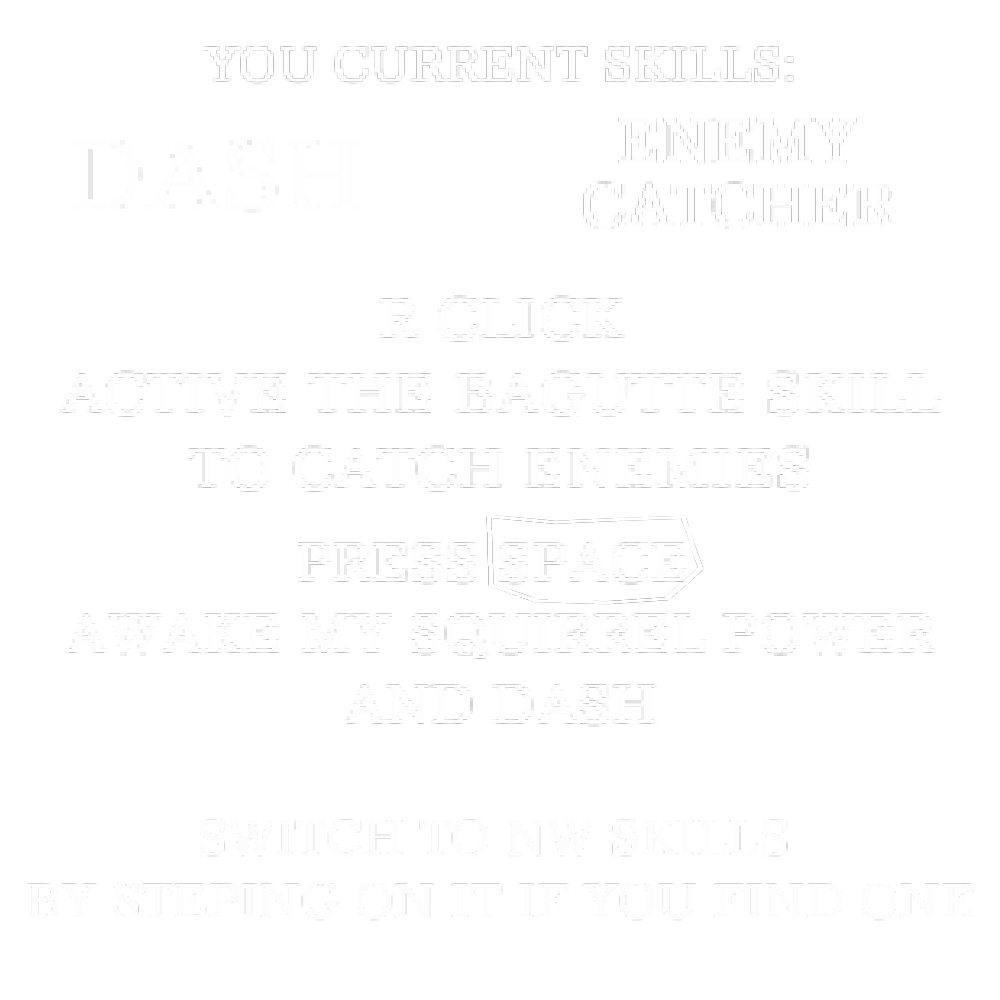 YOU CURRENT SKILLS:
DASH
ENEMY
CATCHER
R CLICK
ACTIVE THE BAGUTTE SKILL
TO CATCH ENEMIES
PRESS SPACE
AWAKE MY SQUIRREL POWER
AND DASH
SWITCH TO NW SKILLS
BY STEPING ON IT IF YOU FIND ONE